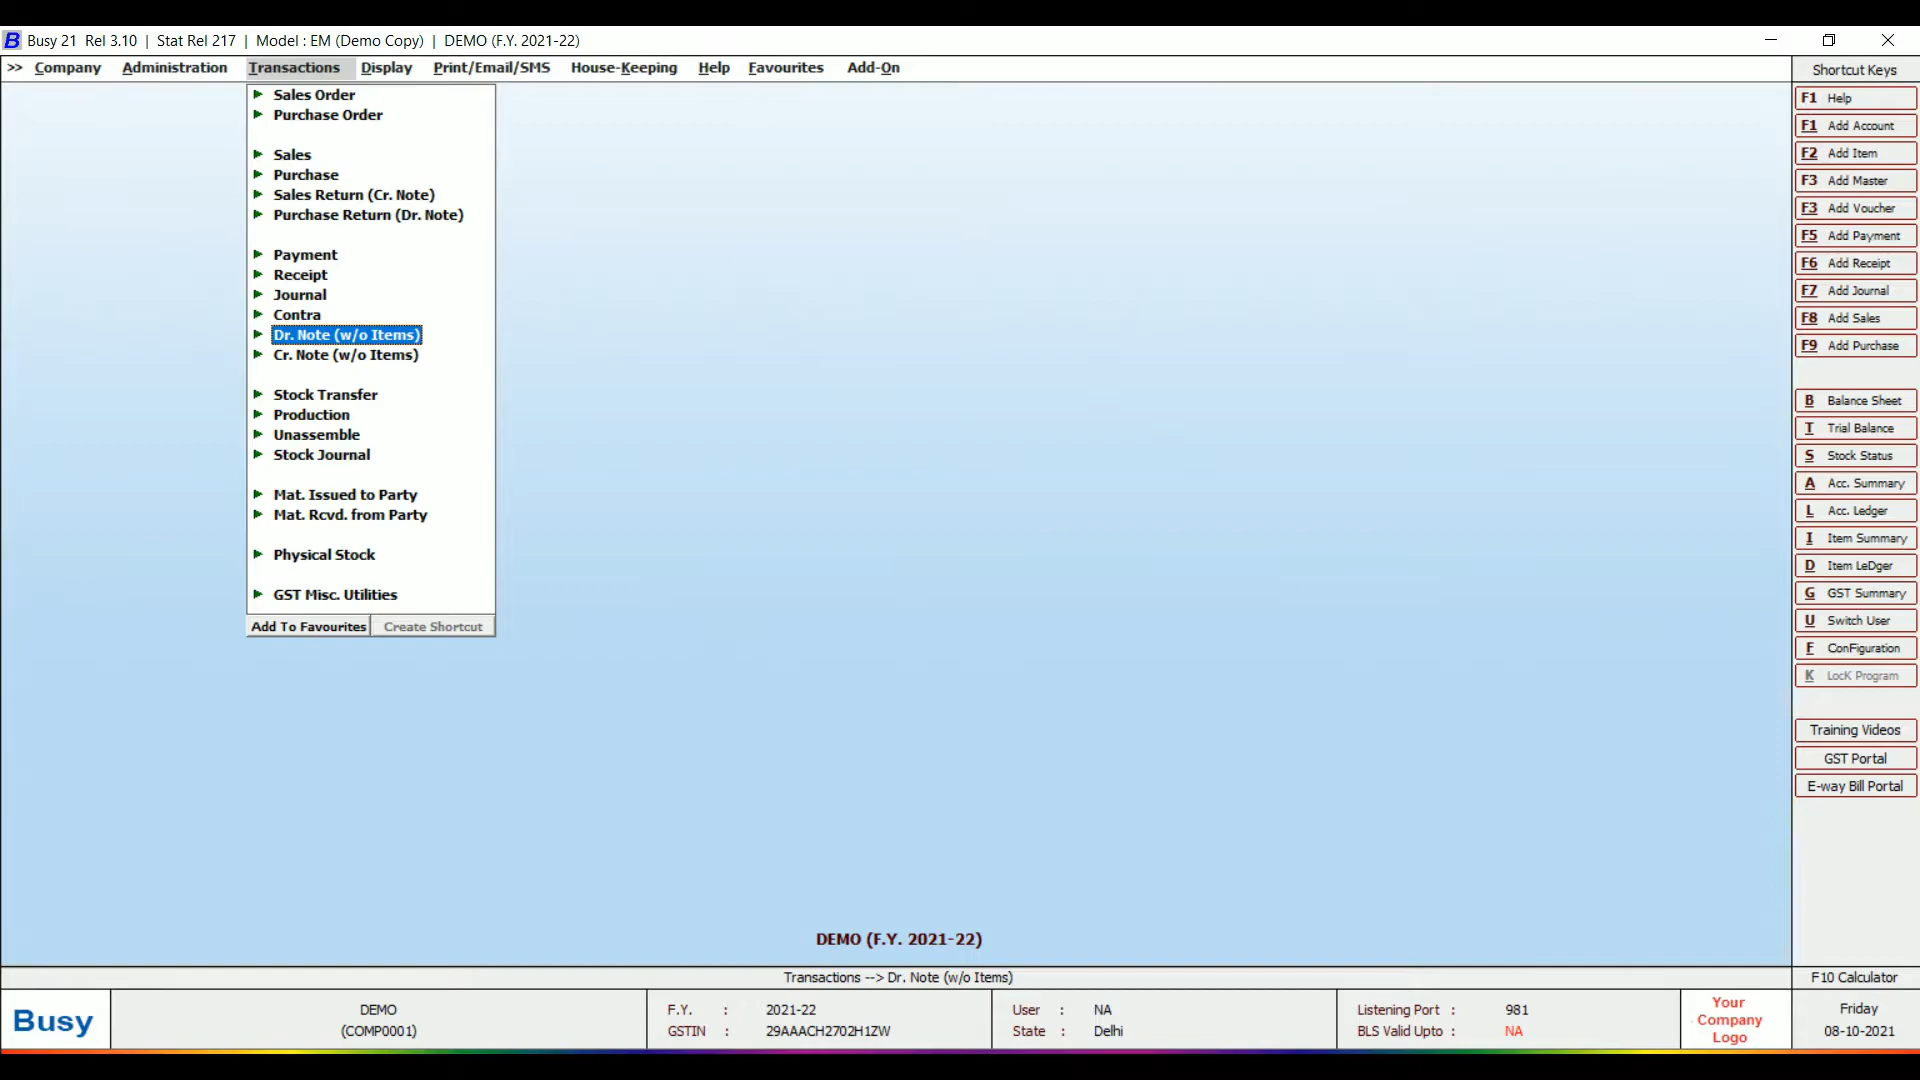 B Busy 21 Rel 3.10 | Stat Rel 217 | Model : EM (Demo Copy) | DEMO (F.Y. 2021-22)
>> Company Administration Transactions Display Print/Email/SMS House-Keeping Help Favourites Add-On
Sales Order
Purchase Order
Sales
Purchase
Sales Return (Cr. Note)
Purchase Return (Dr. Note)
Payment
Receipt
Journal
Contra
Dr. Note (w/o Items)
Cr. Note (w/o Items)
Stock Transfer
Production
Unassemble
Stock Journal
Mat. Issued to Party
Mat. Rcvd. from Party
Physical Stock
GST Misc. Utilities
Add To Favourites Create Shortcut
Shortcut Keys
F1 Help
F1 Add Account
F2 Add Item
F3 Add Master
F3 Add Voucher
F5 Add Payment
F6 Add Receipt
F7 Add Journal
F8 Add Sales
F9 Add Purchase
B Balance Sheet
T Trial Balance
S Stock Status
A Acc. Summary
L Acc. Ledger
I Item Summary
D Item LeDger
G GST Summary
U Switch User
F ConFiguration
K LocK Program
Training Videos
GST Portal
E-way Bill Portal
DEMO (F.Y. 2021-22)
Transactions --> Dr. Note (w/o Items)
F10 Calculator
Busy
DEMO
(COMP0001)
F.Y. : 2021-22
GSTIN : 29AAACH2702H1ZW
User : NA
State : Delhi
Listening Port : 981
BLS Valid Upto : NA
Your
Company
Logo
Friday
08-10-2021